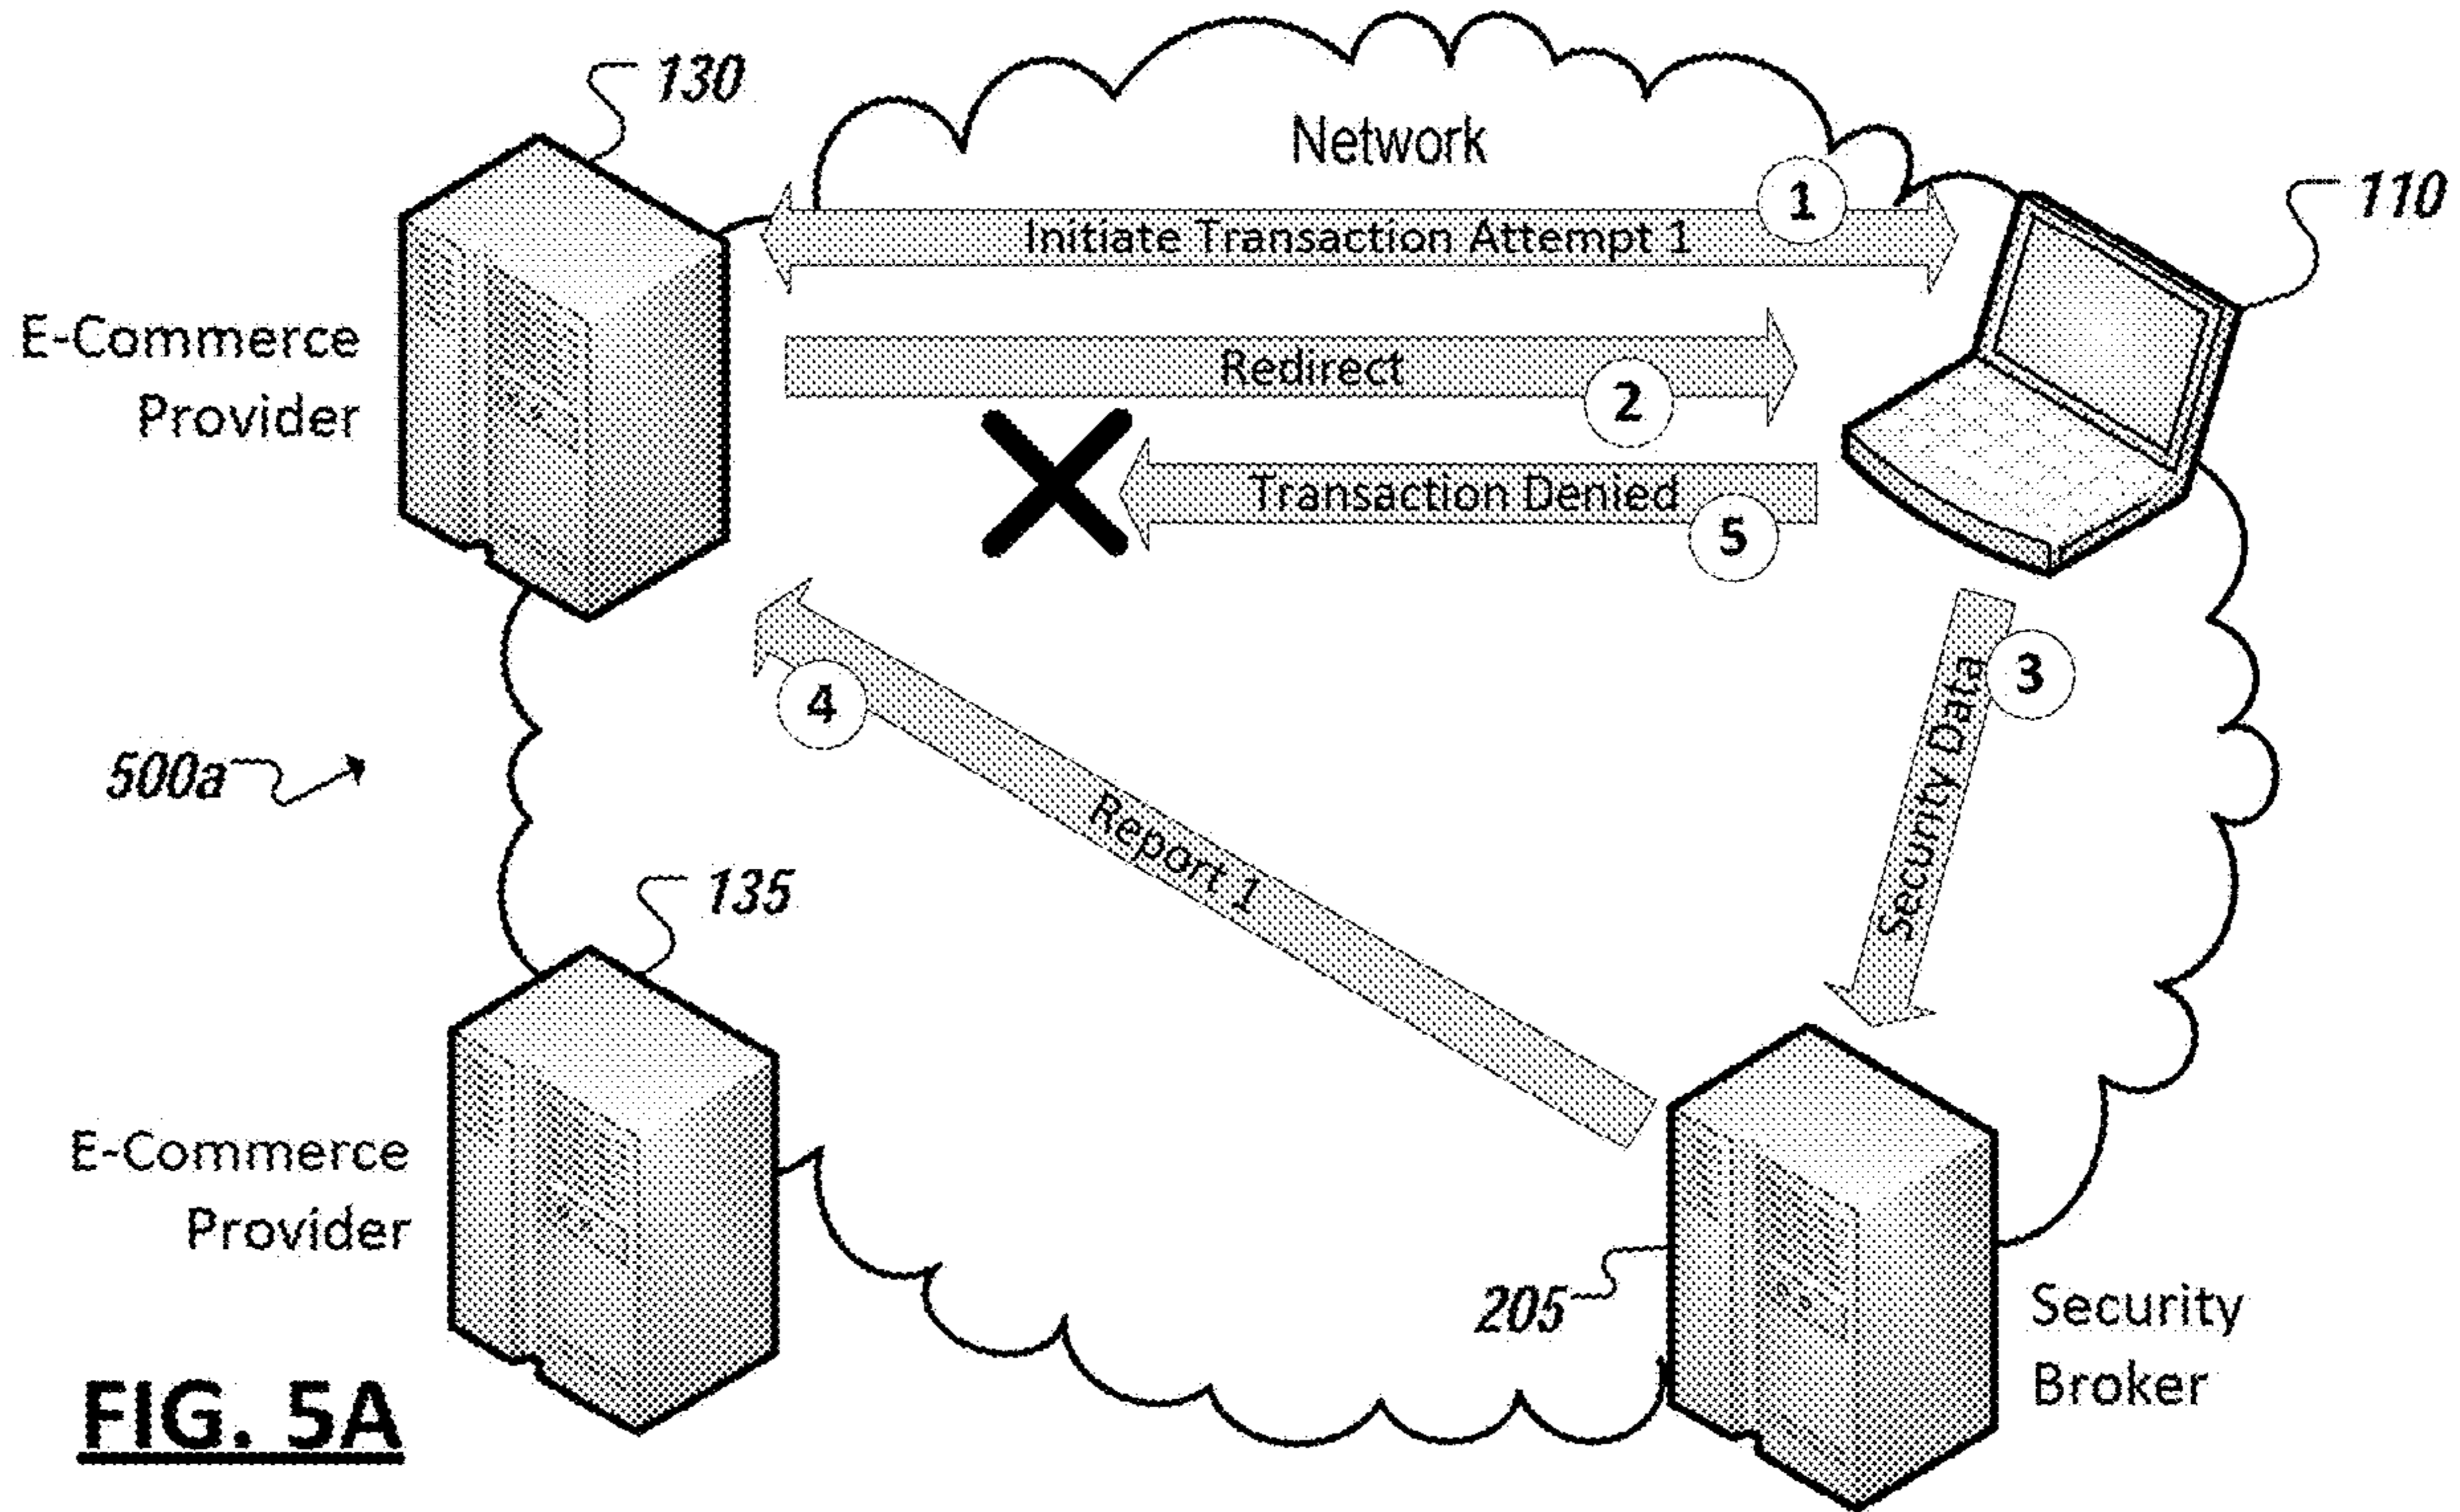 130
Network
110
1
Initiate Transaction Attempt 1
E-Commerce
Provider
Redirect
2
Transaction Denied
5
3
Security Data
4
500a
Report 1
135
E-Commerce
Provider
205
Security
Broker
FIG. 5A